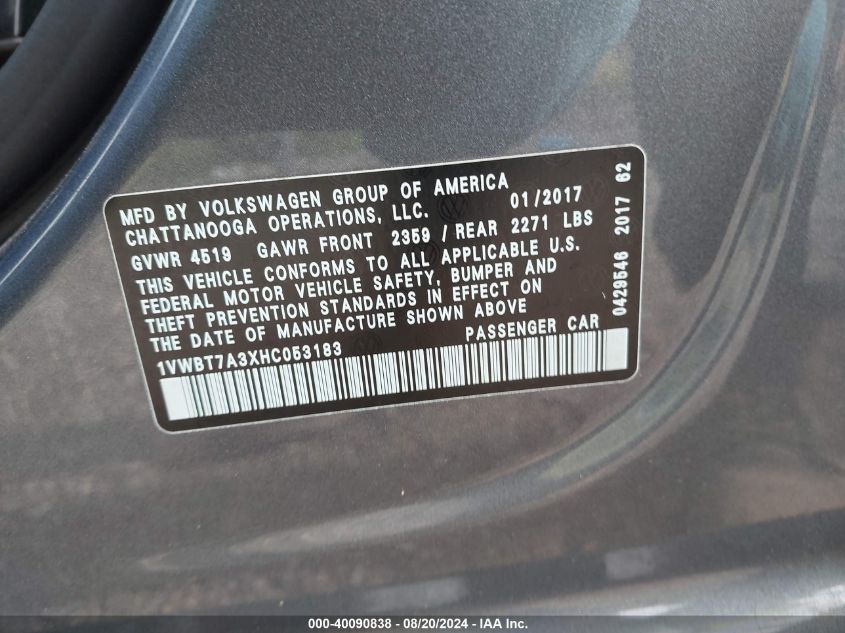 MFD BY VOLKSWAGEN GROUP OF AMERICA
CHATTANOOGA OPERATIONS, LLC. 01/2017
GVWR 4519 GAWR FRONT 2359 / REAR 2271 LBS
THIS VEHICLE CONFORMS TO ALL APPLICABLE U.S.
FEDERAL MOTOR VEHICLE SAFETY, BUMPER AND
THEFT PREVENTION STANDARDS IN EFFECT ON
THE DATE OF MANUFACTURE SHOWN ABOVE
1VWBT7A3XHC053183 PASSENGER CAR
0429546 2017 62
000-40090838 - 08/20/2024 - IAA Inc.